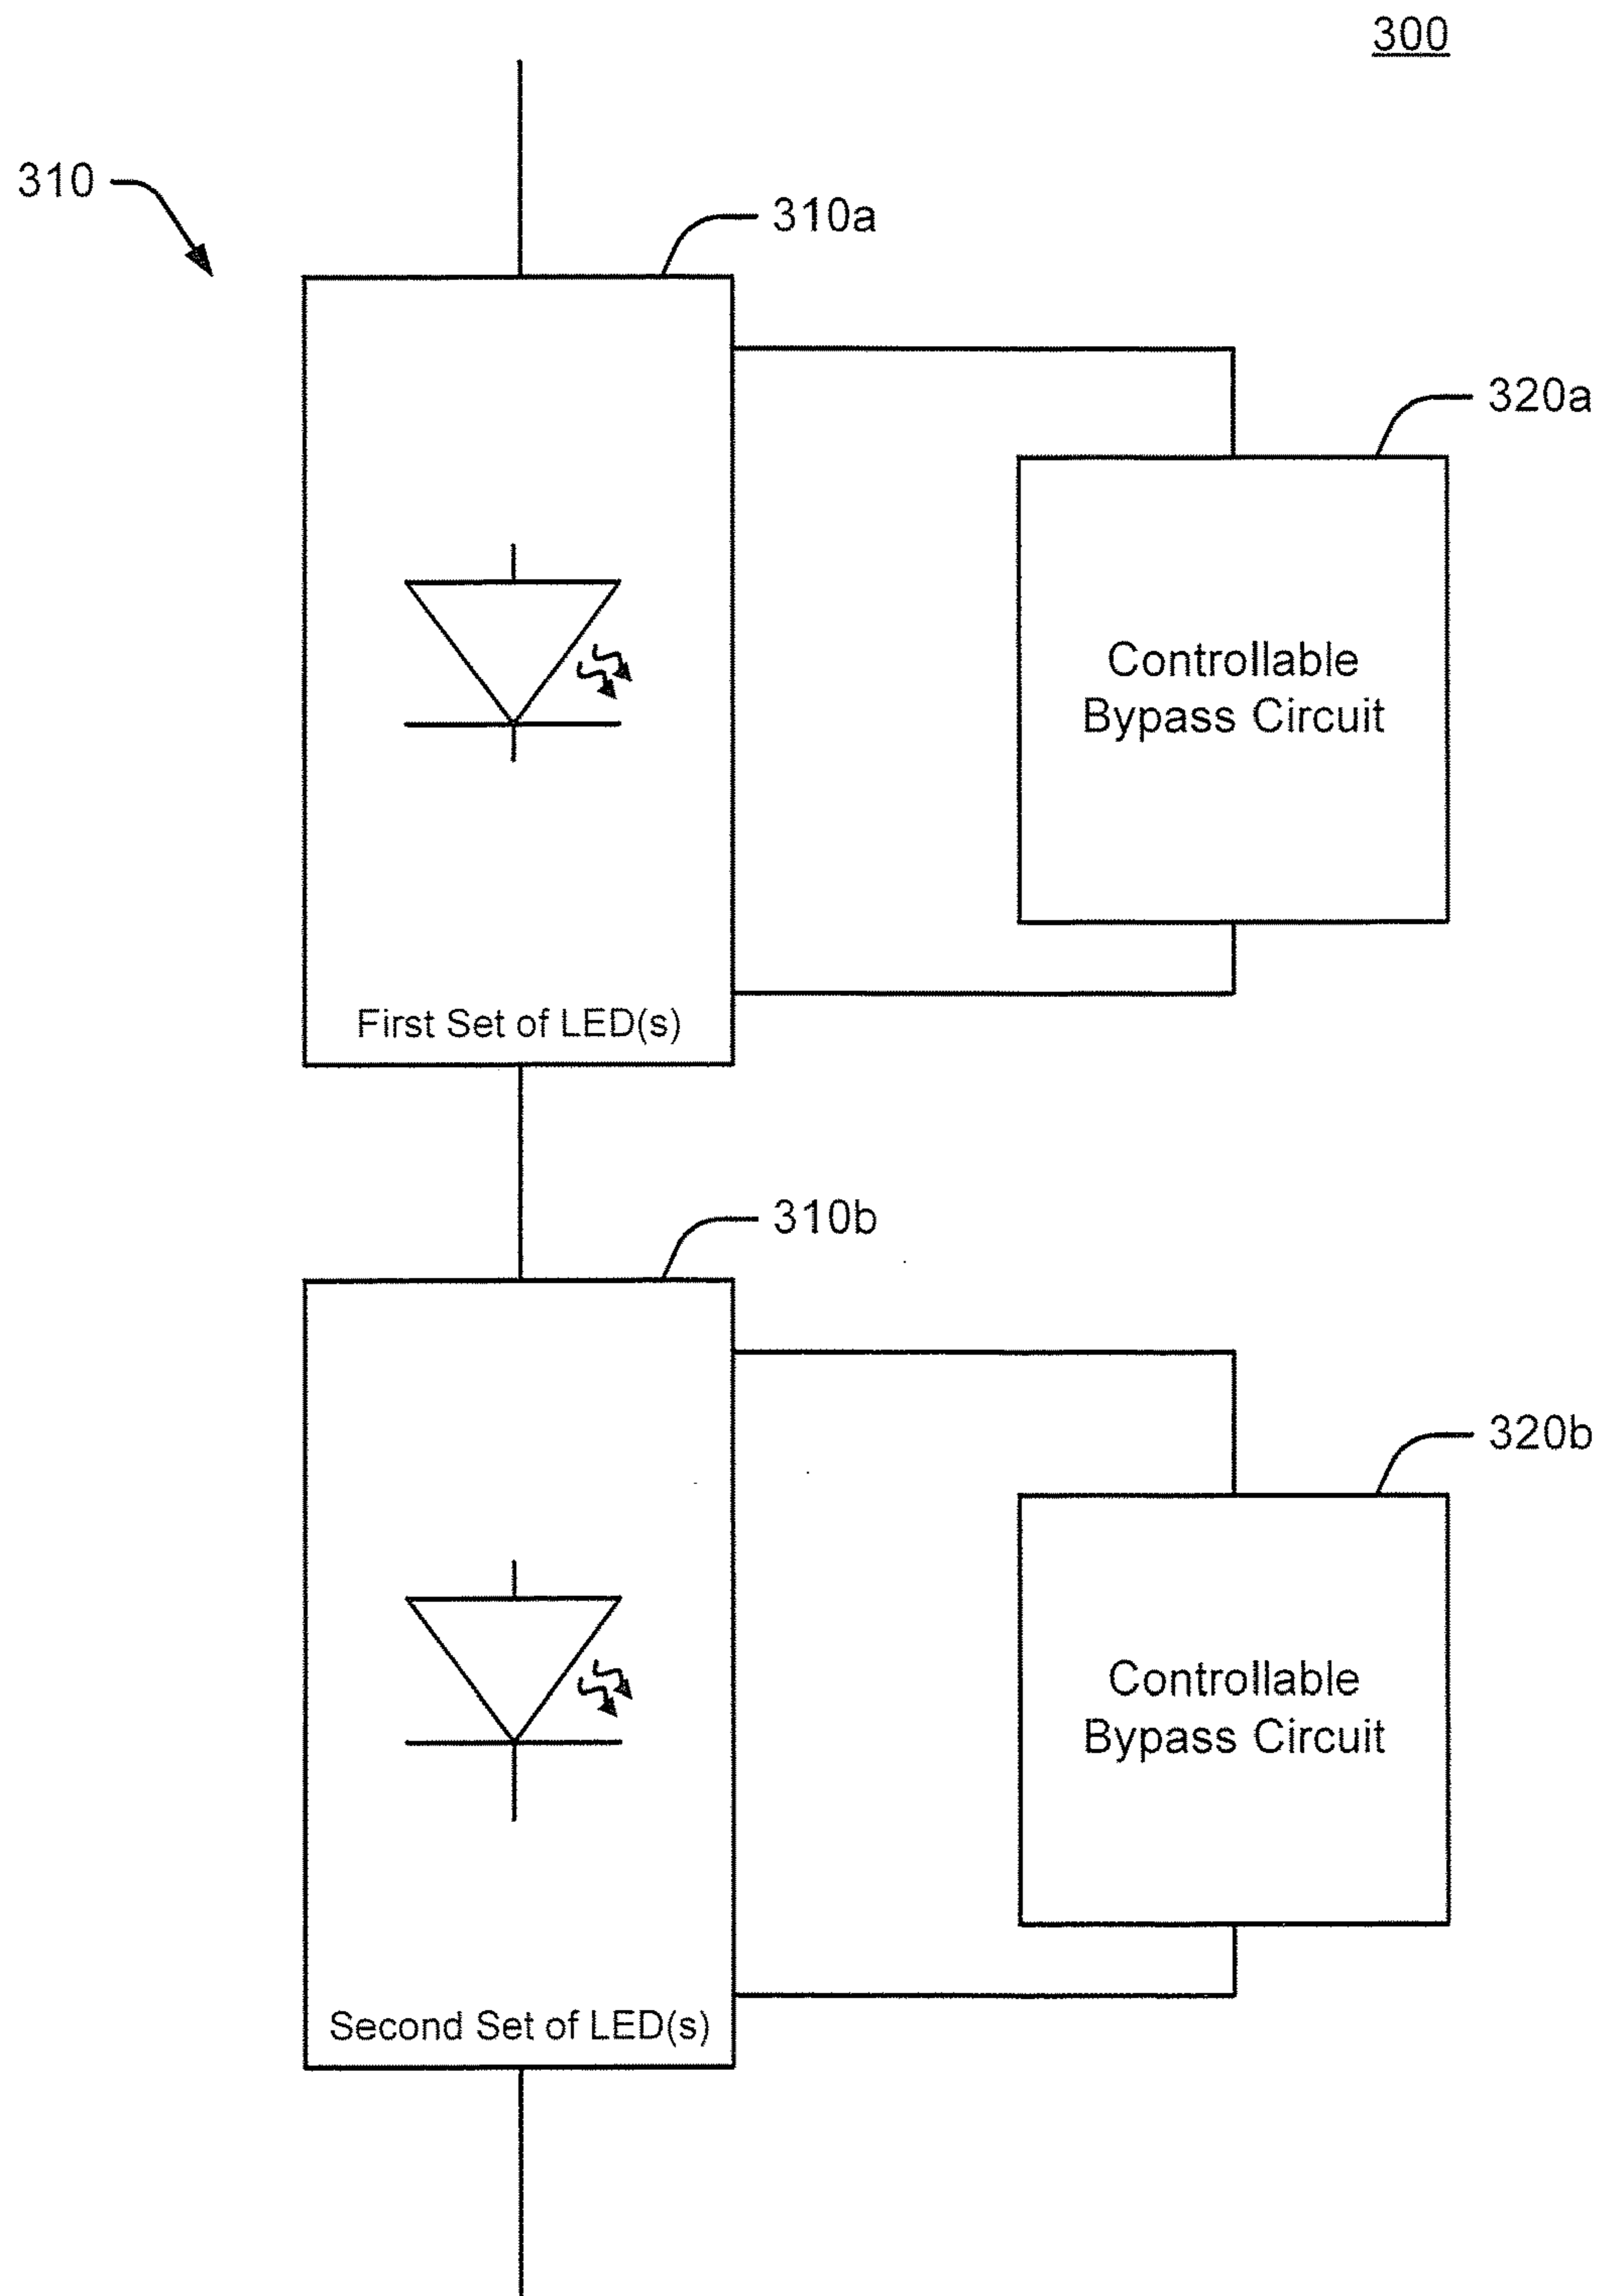 300
310
310a
320a
Controllable
Bypass Circuit
First Set of LED(s)
310b
320b
Controllable
Bypass Circuit
Second Set of LED(s)